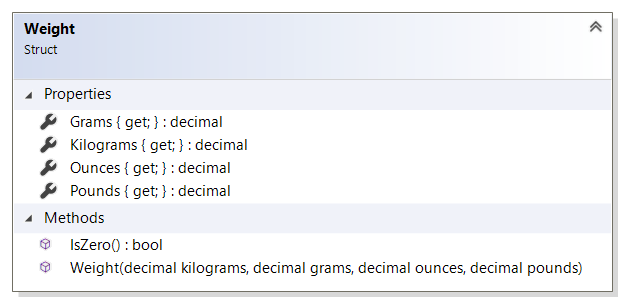 Weight
Struct
Properties
Grams { get; } : decimal
Kilograms { get; } : decimal
Ounces { get; } : decimal
Pounds { get; } : decimal
Methods
IsZero() : bool
Weight(decimal kilograms, decimal grams, decimal ounces, decimal pounds)